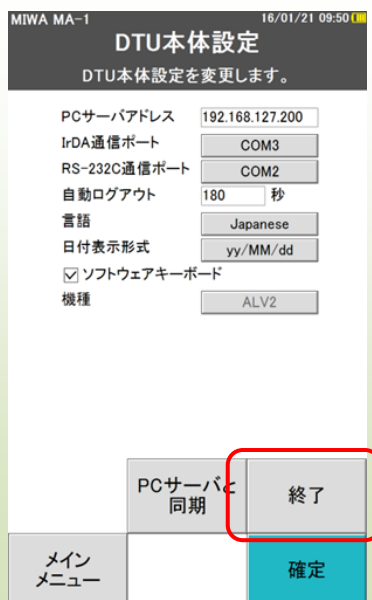 MIWA MA-1 16/01/21 09:50
DTU本体設定
DTU本体設定を変更します。
PCサーバアドレス 192.168.127.200
IrDA通信ポート COM3
RS-232C通信ポート COM2
自動ログアウト 180 秒
言語 Japanese
日付表示形式 yy/MM/dd
ソフトウェアキーボード
機種 ALV2
PCサーバと
同期
終了
メイン
メニュー
確定